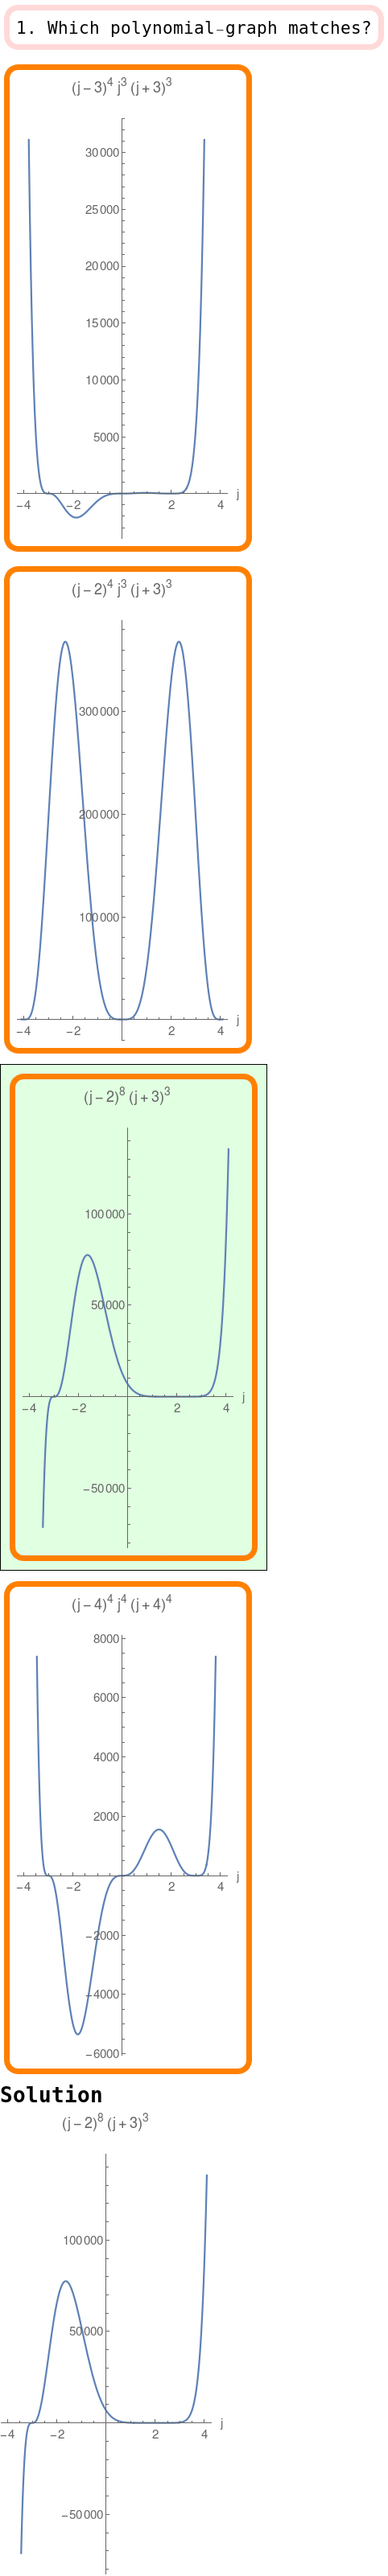 1. Which polynomial-graph matches?
(j-3)^4 j^3 (j+3)^3
30000
25000
20000
15000
10000
5000
-4 -2 2 4 j
(j-2)^4 j^3 (j+3)^3
300000
200000
100000
-4 -2 2 4 j
(j-2)^8 (j+3)^3
100000
50000
-4 -2 2 4 j
-50000
(j-4)^4 j^4 (j+4)^4
8000
6000
4000
2000
-4 -2 2 4 j
-2000
-4000
-6000
Solution
(j-2)^8 (j+3)^3
100000
50000
-4 -2 2 4 j
-50000